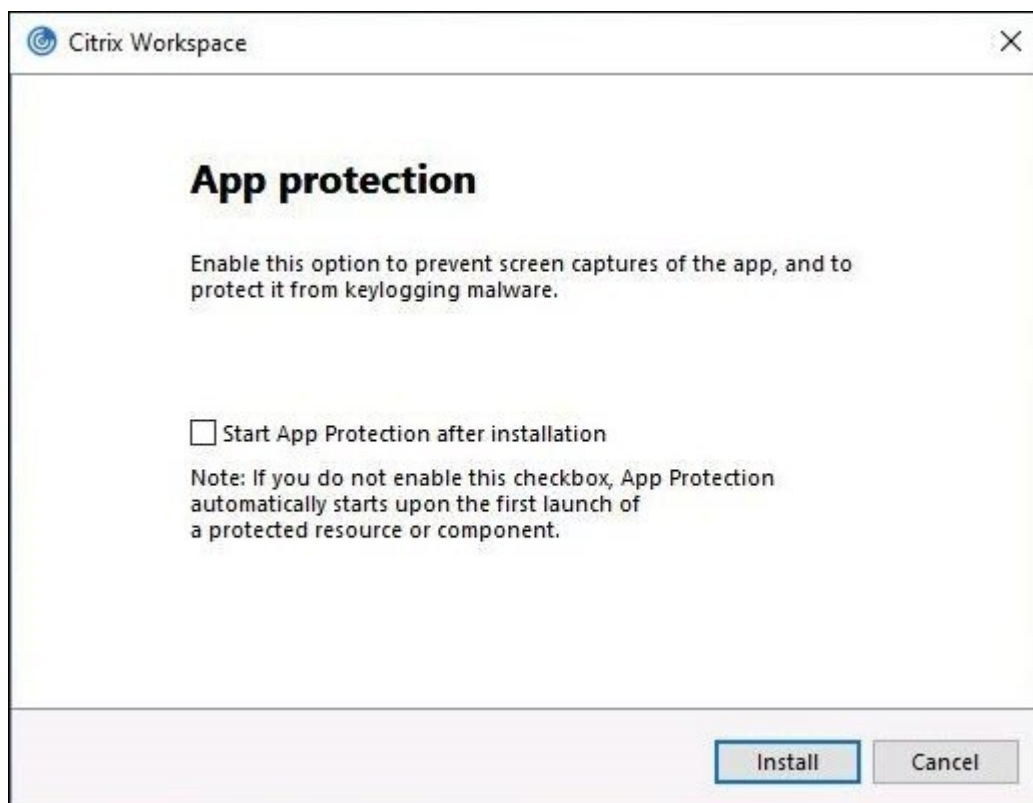 Citrix Workspace
App protection
Enable this option to prevent screen captures of the app, and to
protect it from keylogging malware.
Start App Protection after installation
Note: If you do not enable this checkbox, App Protection
automatically starts upon the first launch of
a protected resource or component.
Install
Cancel